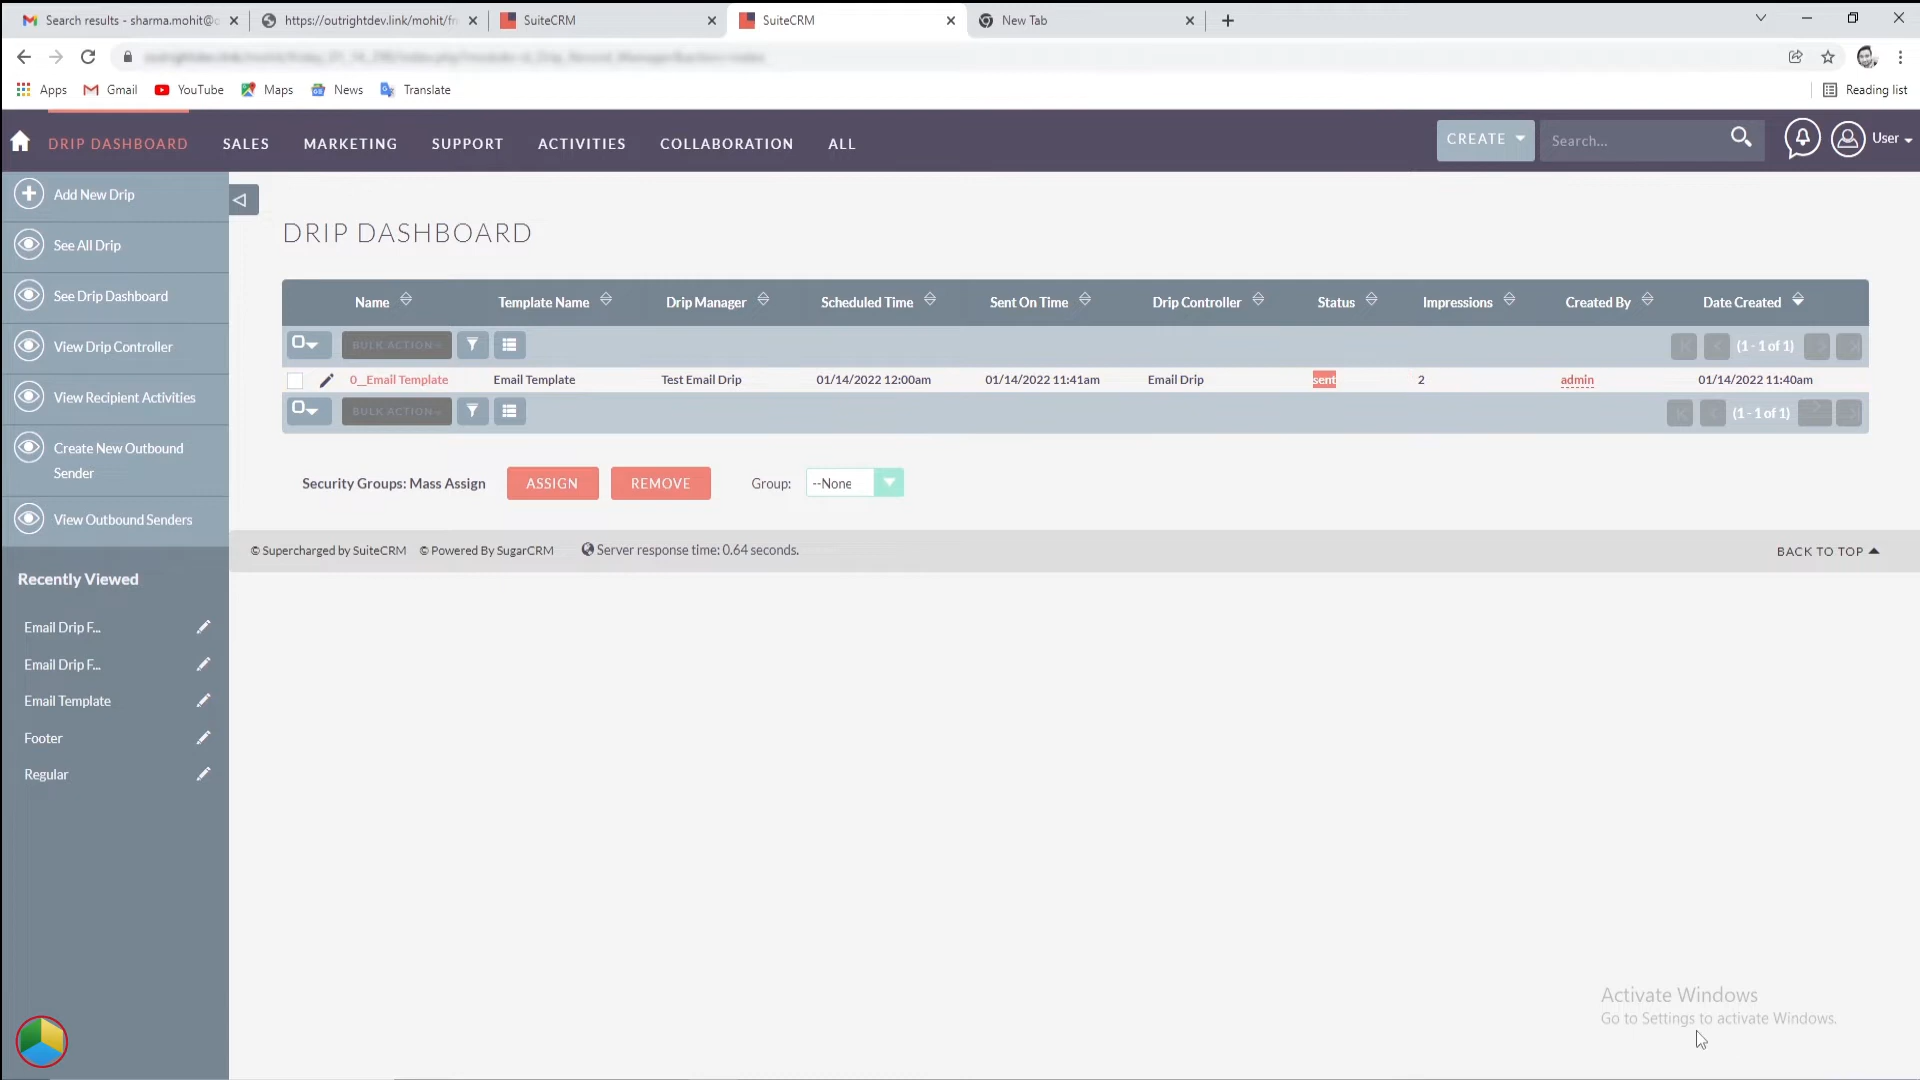 Search results - sharma.mohit@o
https://outrightdev.link/mohit/fn
SuiteCRM
SuiteCRM
New Tab
Apps
Gmail
YouTube
Maps
News
Translate
Reading list
DRIP DASHBOARD
SALES
MARKETING
SUPPORT
ACTIVITIES
COLLABORATION
ALL
CREATE
Search...
User
Add New Drip
See All Drip
See Drip Dashboard
View Drip Controller
View Recipient Activities
Create New Outbound
Sender
View Outbound Senders
Recently Viewed
Email Drip F...
Email Drip F...
Email Template
Footer
Regular
DRIP DASHBOARD
Name Template Name Drip Manager Scheduled Time Sent On Time Drip Controller Status Impressions Created By Date Created
BULK ACTION (1 - 1 of 1)
0__Email Template Email Template Test Email Drip 01/14/2022 12:00am 01/14/2022 11:41am Email Drip sent 2 admin 01/14/2022 11:40am
BULK ACTION (1 - 1 of 1)
Security Groups: Mass Assign ASSIGN REMOVE Group: --None
© Supercharged by SuiteCRM © Powered By SugarCRM Server response time: 0.64 seconds. BACK TO TOP
Activate Windows
Go to Settings to activate Windows.